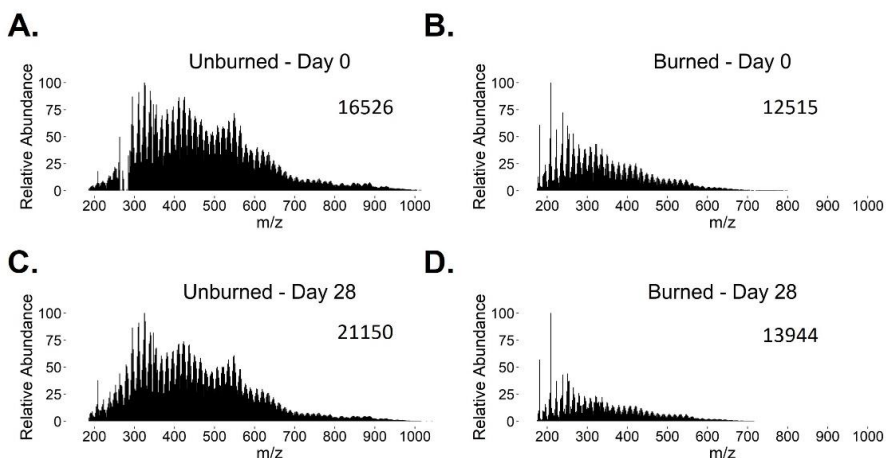 A.
Unburned - Day 0
16526
Relative Abundance
100
75
50
25
0
200 300 400 500 600 700 800 900 1000
m/z
B.
Burned - Day 0
12515
Relative Abundance
100
75
50
25
0
200 300 400 500 600 700 800 900 1000
m/z
C.
Unburned - Day 28
21150
Relative Abundance
100
75
50
25
0
200 300 400 500 600 700 800 900 1000
m/z
D.
Burned - Day 28
13944
Relative Abundance
100
75
50
25
0
200 300 400 500 600 700 800 900 1000
m/z